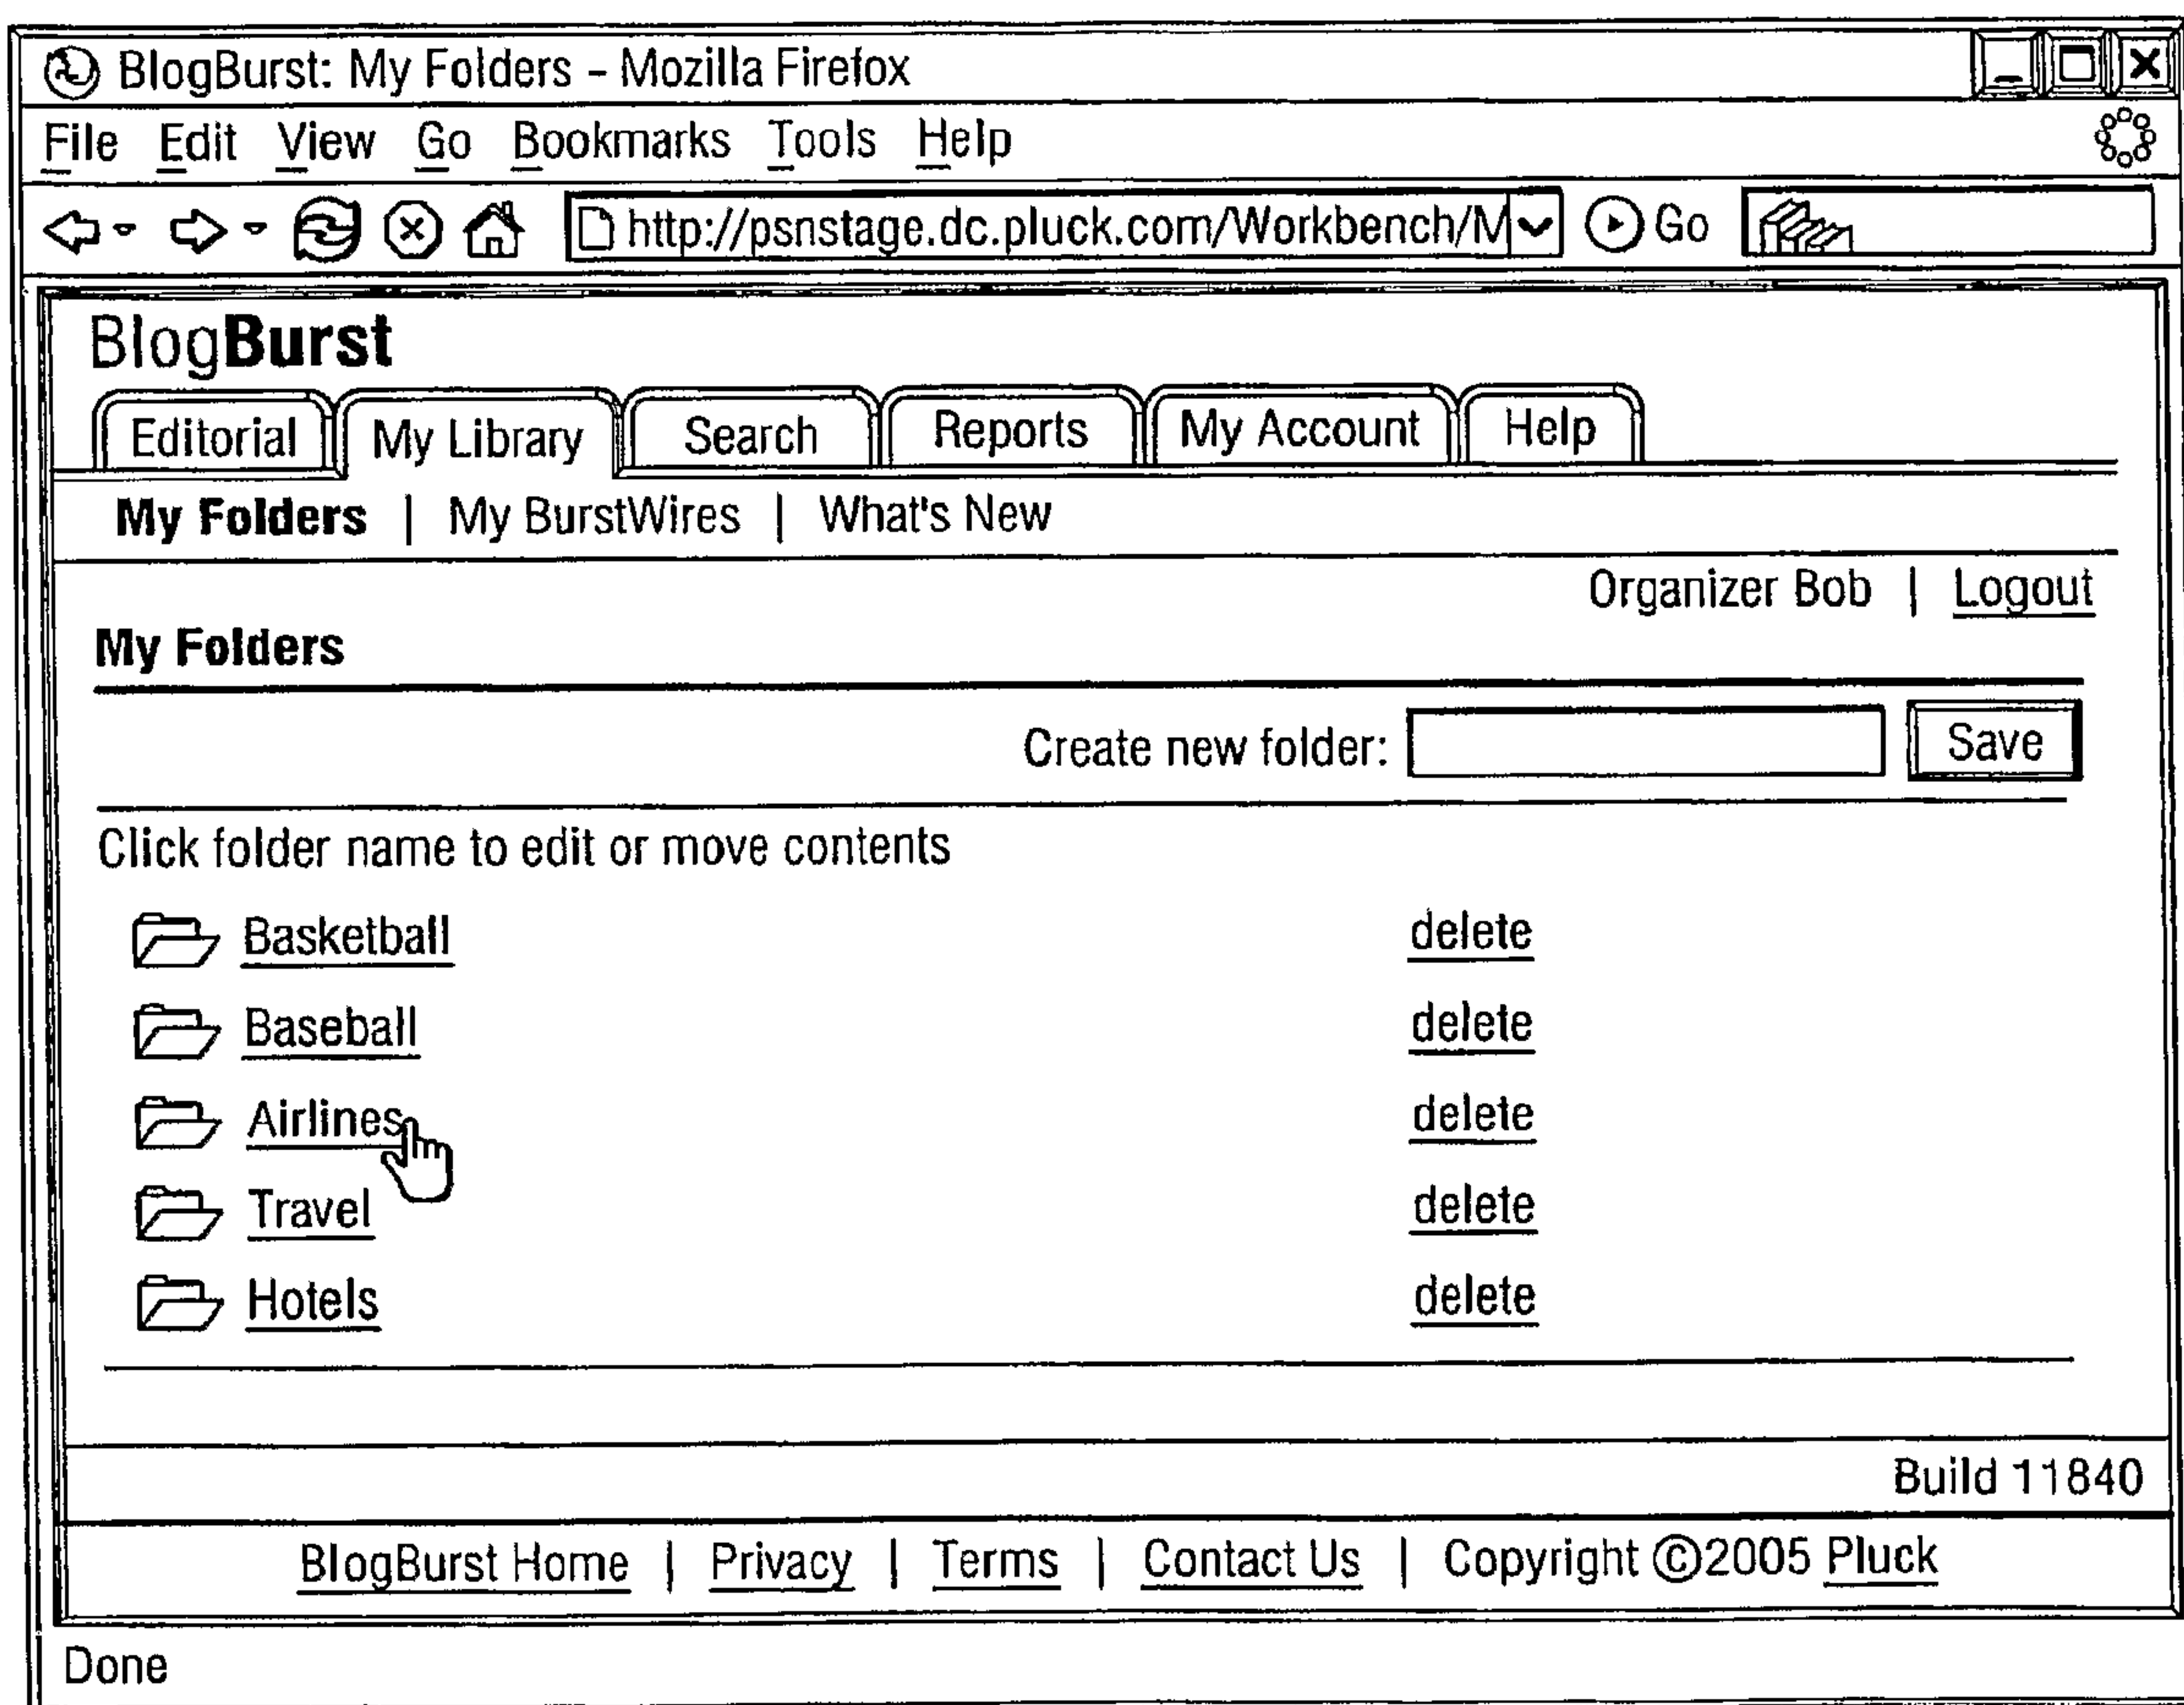 BlogBurst: My Folders - Mozilla Firefox
File Edit View Go Bookmarks Tools Help
http://psnstage.dc.pluck.com/Workbench/M Go
BlogBurst
Editorial My Library Search Reports My Account Help
My Folders | My BurstWires | What's New
Organizer Bob | Logout
My Folders
Create new folder: Save
Click folder name to edit or move contents
Basketball delete
Baseball delete
Airlines delete
Travel delete
Hotels delete
Build 11840
BlogBurst Home | Privacy | Terms | Contact Us | Copyright ©2005 Pluck
Done